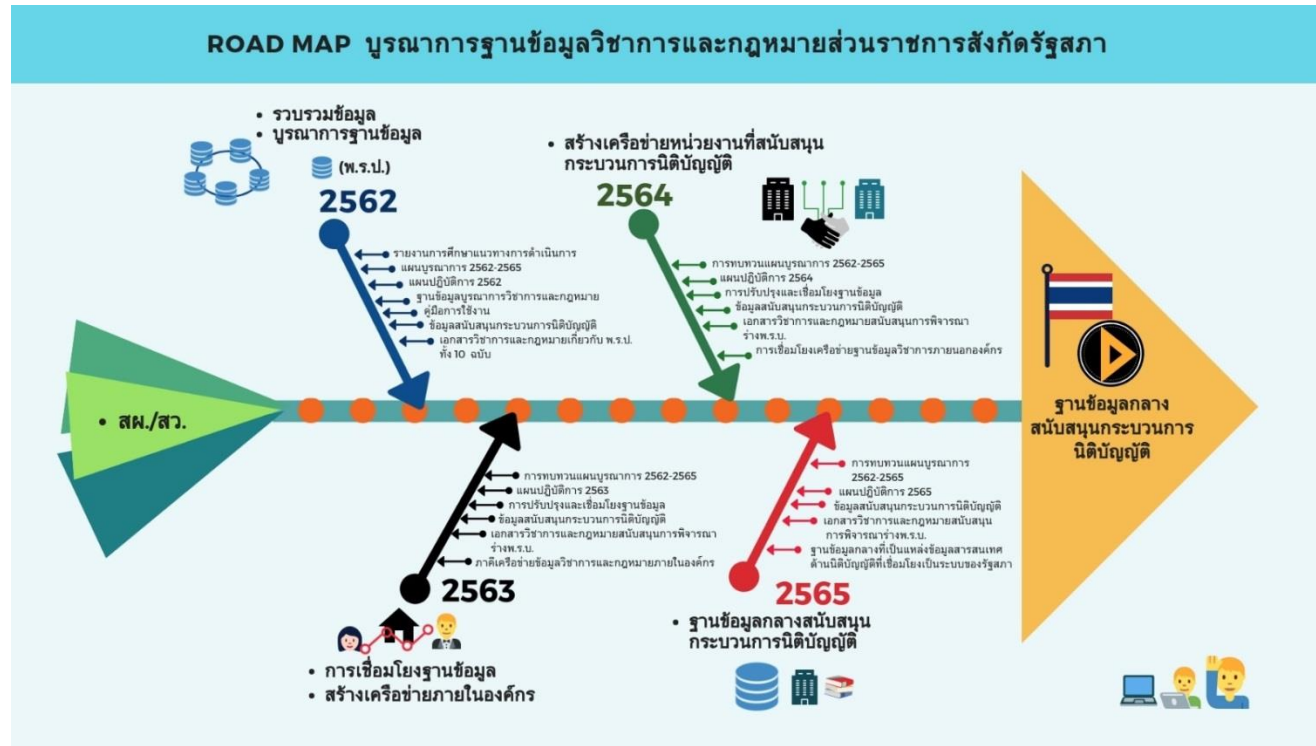 ROAD MAP บูรณาการฐานข้อมูลวิชาการและกฎหมายส่วนราชการสังกัดรัฐสภา
• รวบรวมข้อมูล
• บูรณาการฐานข้อมูล
(พ.ร.ป.)
2562
รายงานการศึกษาแนวทางการดำเนินการ
แผนบูรณาการ 2562-2565
แผนปฏิบัติการ 2562
ฐานข้อมูลบูรณาการวิชาการและกฎหมาย
คู่มือการใช้งาน
ข้อมูลสนับสนุนกระบวนการนิติบัญญัติ
เอกสารวิชาการและกฎหมายเกี่ยวกับ พ.ร.ป.
ทั้ง 10 ฉบับ
• สร้างเครือข่ายหน่วยงานที่สนับสนุน
กระบวนการนิติบัญญัติ
2564
การทบทวนแผนบูรณาการ 2562-2565
แผนปฏิบัติการ 2564
การปรับปรุงและเชื่อมโยงฐานข้อมูล
ข้อมูลสนับสนุนกระบวนการนิติบัญญัติ
เอกสารวิชาการและกฎหมายสนับสนุนการพิจารณา
ร่างพ.ร.บ.
การเชื่อมโยงเครือข่ายฐานข้อมูลวิชาการภายนอกองค์กร
• สผ./สว.
ฐานข้อมูลกลาง
สนับสนุนกระบวนการ
นิติบัญญัติ
การทบทวนแผนบูรณาการ 2562-2565
แผนปฏิบัติการ 2563
การปรับปรุงและเชื่อมโยงฐานข้อมูล
ข้อมูลสนับสนุนกระบวนการนิติบัญญัติ
เอกสารวิชาการและกฎหมายสนับสนุนการพิจารณา
ร่างพ.ร.บ.
ภาคีเครือข่ายข้อมูลวิชาการและกฎหมายภายในองค์กร
2563
• การเชื่อมโยงฐานข้อมูล
• สร้างเครือข่ายภายในองค์กร
การทบทวนแผนบูรณาการ
2562-2565
แผนปฏิบัติการ 2565
ข้อมูลสนับสนุนกระบวนการนิติบัญญัติ
เอกสารวิชาการและกฎหมายสนับสนุน
การพิจารณาร่างพ.ร.บ.
ฐานข้อมูลกลางที่เป็นแหล่งข้อมูลสารสนเทศ
ด้านนิติบัญญัติที่เชื่อมโยงเป็นระบบของรัฐสภา
2565
• ฐานข้อมูลกลางสนับสนุน
กระบวนการนิติบัญญัติ